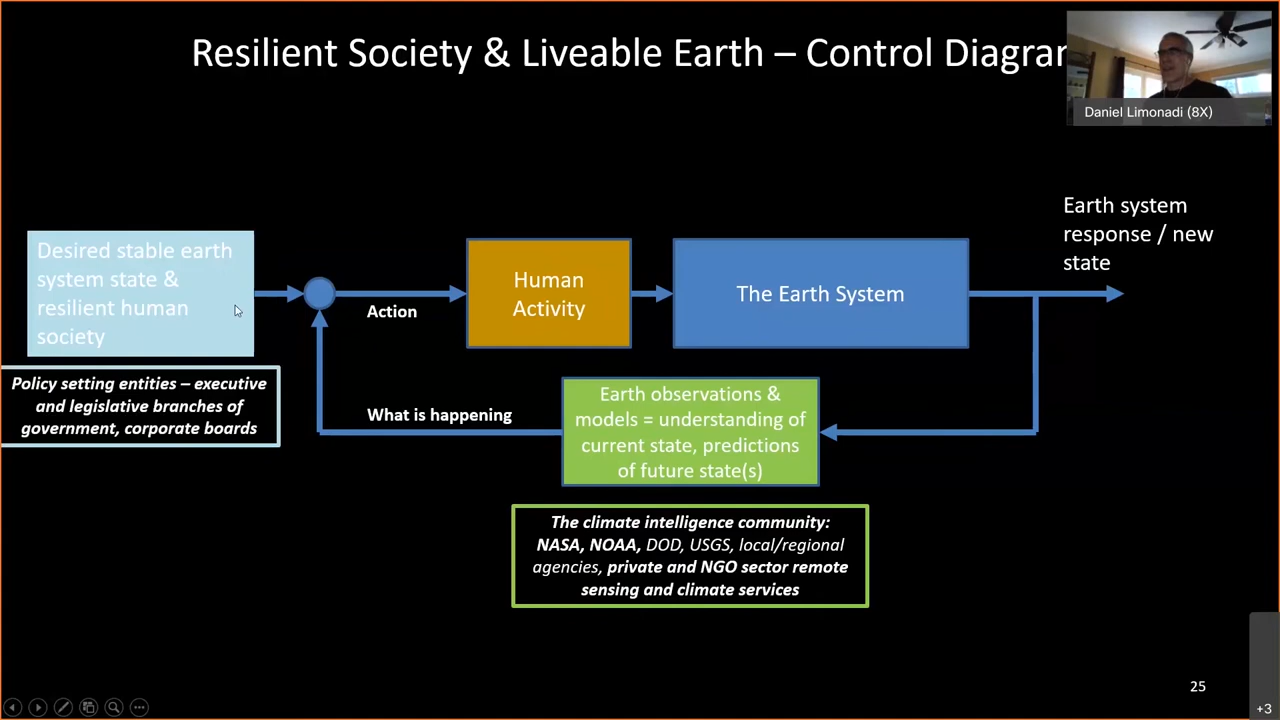 Resilient Society & Liveable Earth – Control Diagram
Daniel Limonadi (8X)
Earth system
response / new
state
Desired stable earth
system state &
resilient human
society
Action
Human
Activity
The Earth System
Policy setting entities – executive
and legislative branches of
government, corporate boards
What is happening
Earth observations &
models = understanding of
current state, predictions
of future state(s)
The climate intelligence community:
NASA, NOAA, DOD, USGS, local/regional
agencies, private and NGO sector remote
sensing and climate services
25
+3